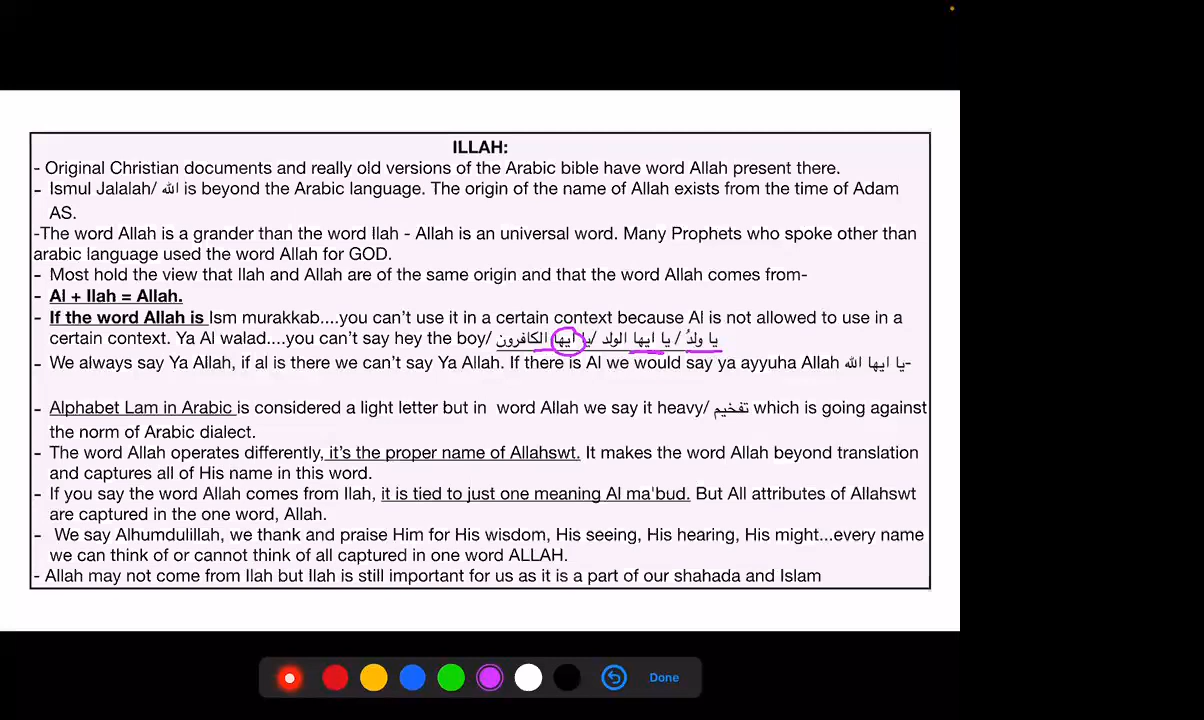 ILLAH:
- Original Christian documents and really old versions of the Arabic bible have word Allah present there.
- Ismul Jalalah/ الله is beyond the Arabic language. The origin of the name of Allah exists from the time of Adam
AS.
-The word Allah is a grander than the word Ilah - Allah is an universal word. Many Prophets who spoke other than
arabic language used the word Allah for GOD.
- Most hold the view that Ilah and Allah are of the same origin and that the word Allah comes from-
- Al + Ilah = Allah.
- If the word Allah is Ism murakkab....you can’t use it in a certain context because Al is not allowed to use in a
certain context. Ya Al walad....you can’t say hey the boy/ يا ولدُ / يا ايها الولد /يا ايها الكافرون
- We always say Ya Allah, if al is there we can’t say Ya Allah. If there is Al we would say ya ayyuha Allah يا ايها الله-
- Alphabet Lam in Arabic is considered a light letter but in word Allah we say it heavy/ تفخيم which is going against
the norm of Arabic dialect.
- The word Allah operates differently, it’s the proper name of Allahswt. It makes the word Allah beyond translation
and captures all of His name in this word.
- If you say the word Allah comes from Ilah, it is tied to just one meaning Al ma'bud. But All attributes of Allahswt
are captured in the one word, Allah.
- We say Alhumdulillah, we thank and praise Him for His wisdom, His seeing, His hearing, His might...every name
we can think of or cannot think of all captured in one word ALLAH.
- Allah may not come from Ilah but Ilah is still important for us as it is a part of our shahada and Islam
Done